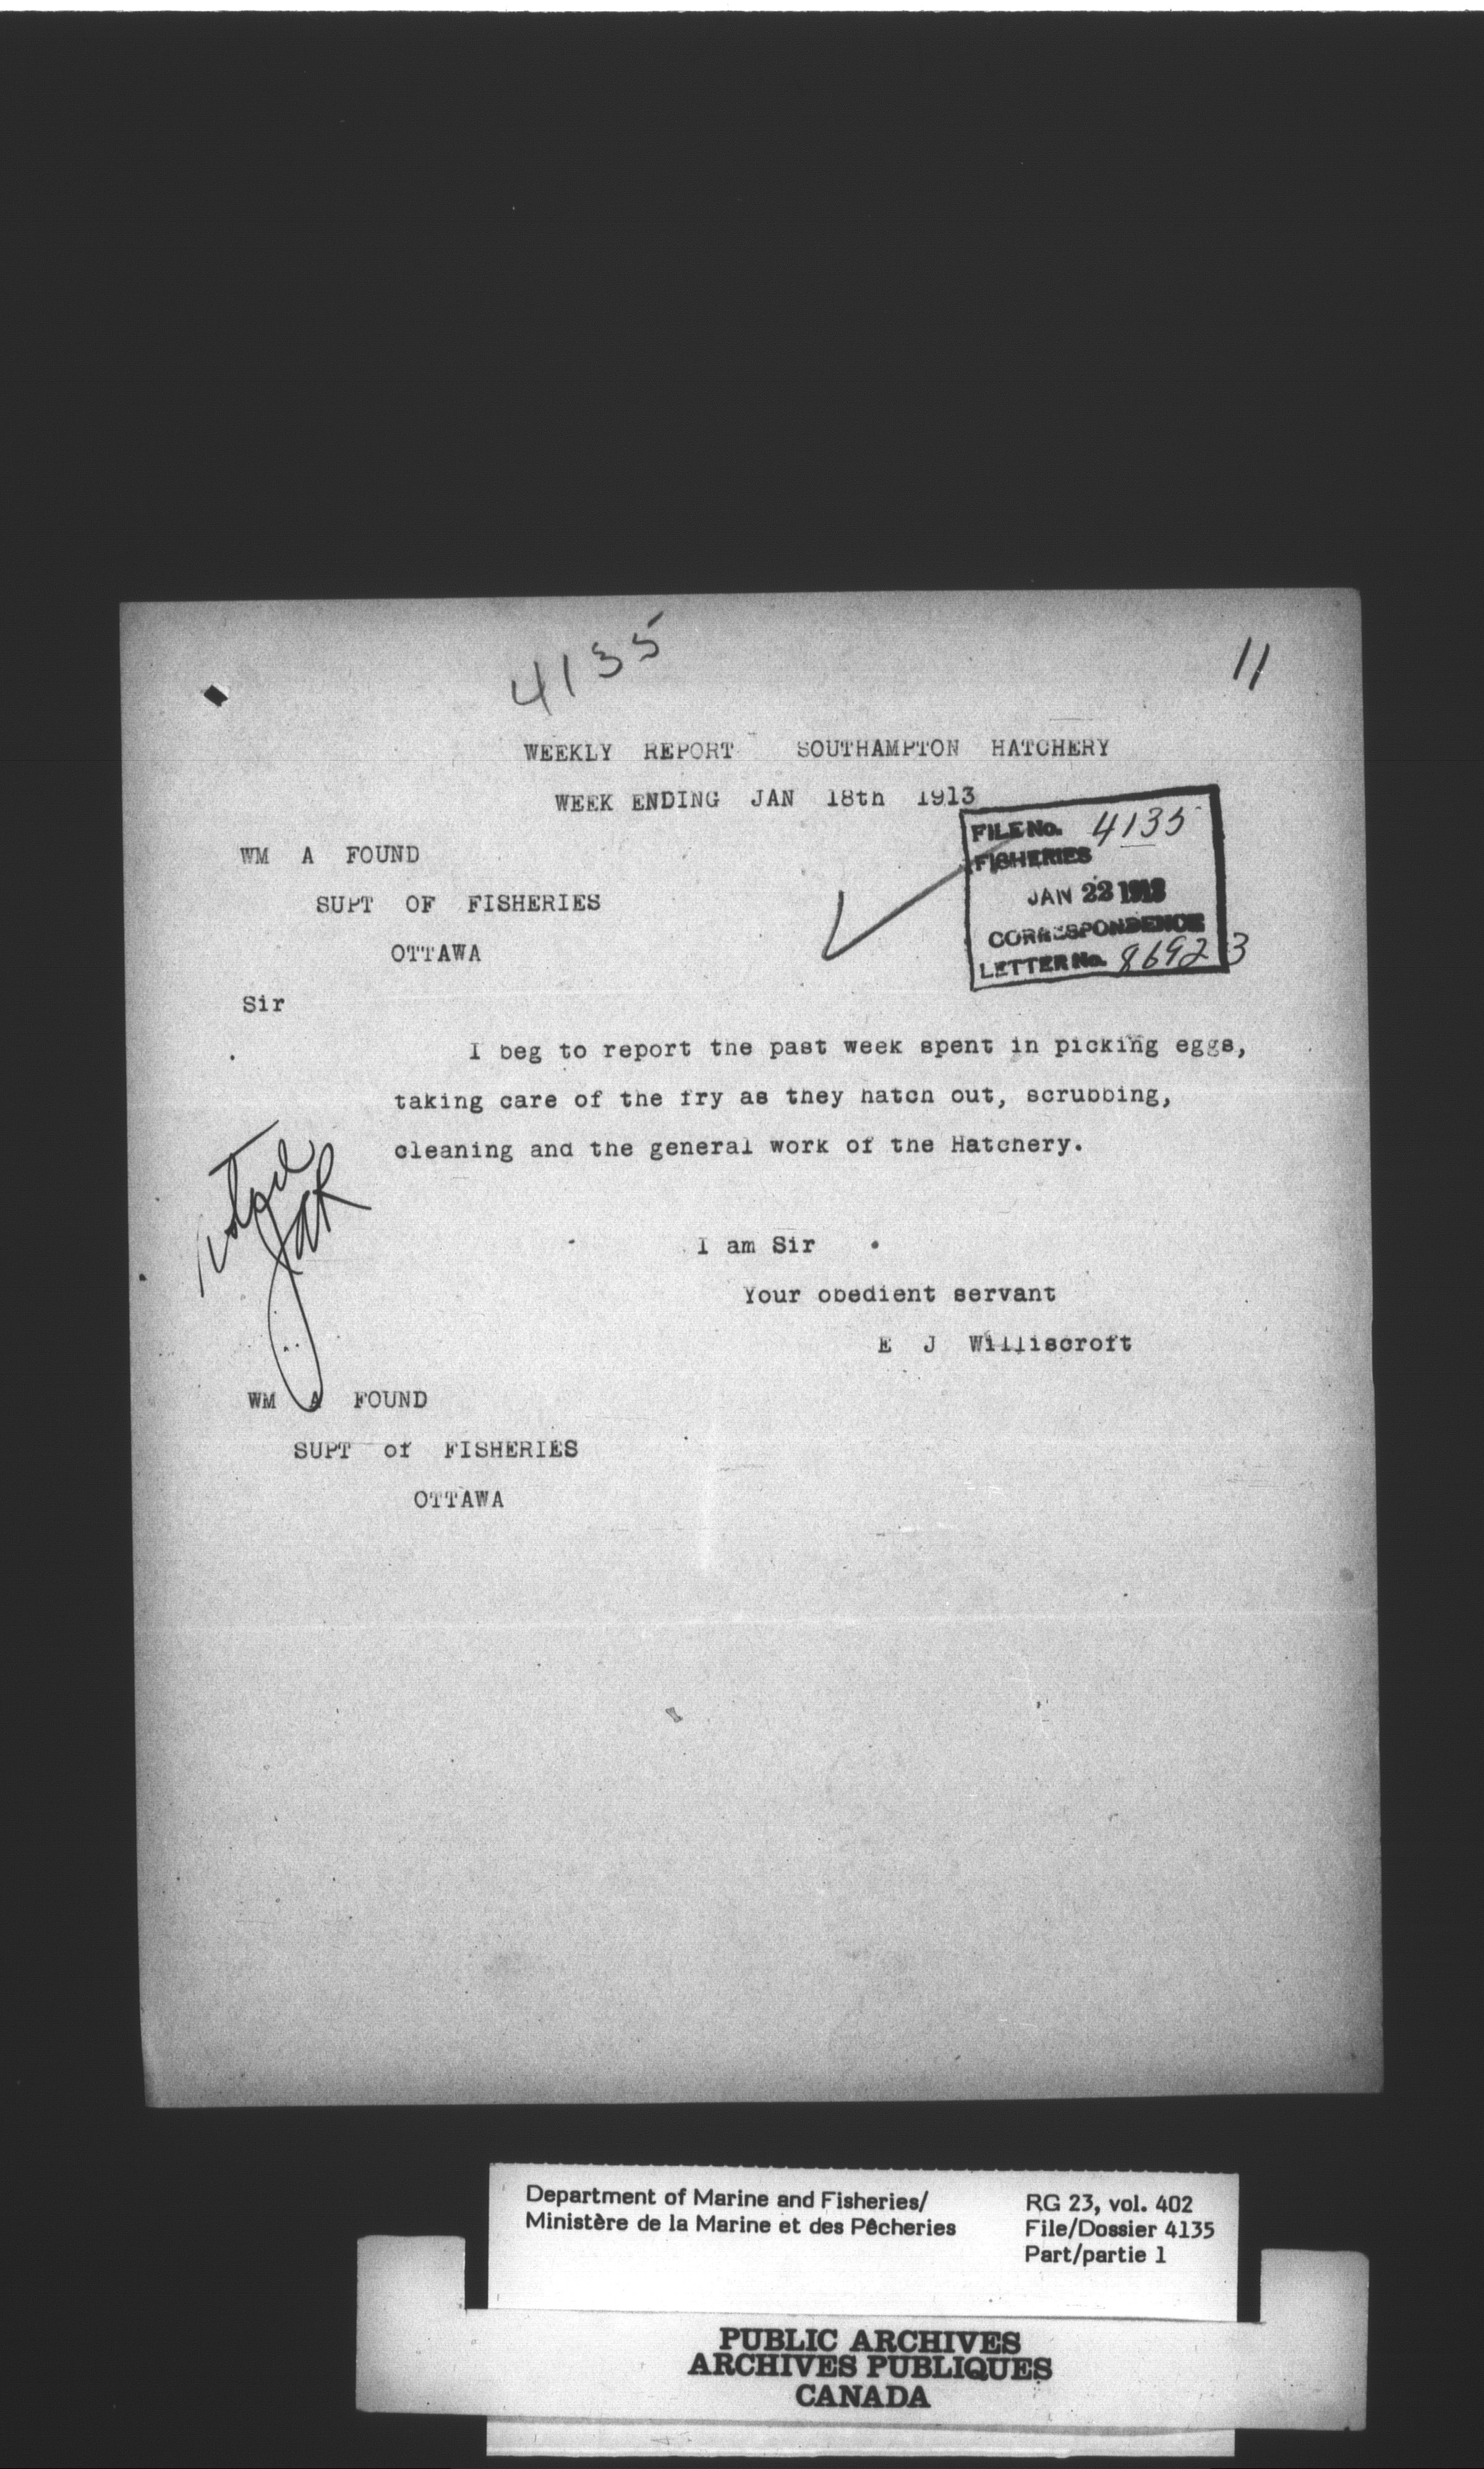 4135
11
WEEKLY REPORT SOUTHAMPTON HATCHERY
WEEK ENDING JAN 18th 1913
FILE No. 4135
FISHERIES
JAN 22 1913
CORRESPONDENCE
LETTER No. 86923
WM A FOUND
SUPT OF FISHERIES
OTTAWA
Sir
I beg to report the past week spent in picking eggs,
taking care of the fry as they hatch out, scrubbing,
cleaning and the general work of the Hatchery.
Noted
I am Sir
Your obedient servant
E J Williscroft
WM A FOUND
SUPT of FISHERIES
OTTAWA
Department of Marine and Fisheries/
Ministère de la Marine et des Pêcheries
RG 23, vol. 402
File/Dossier 4135
Part/partie 1
PUBLIC ARCHIVES
ARCHIVES PUBLIQUES
CANADA